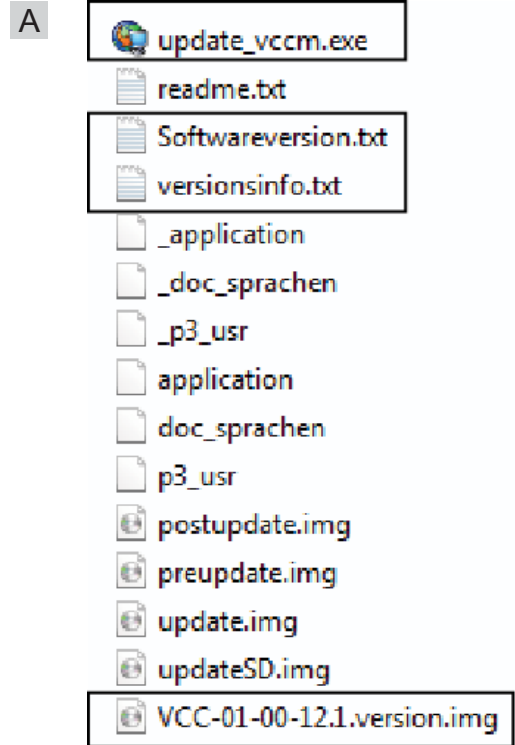 A
update_vccm.exe
readme.txt
Softwareversion.txt
versionsinfo.txt
_application
_doc_sprachen
_p3_usr
application
doc_sprachen
p3_usr
postupdate.img
preupdate.img
update.img
updateSD.img
VCC-01-00-12.1.version.img